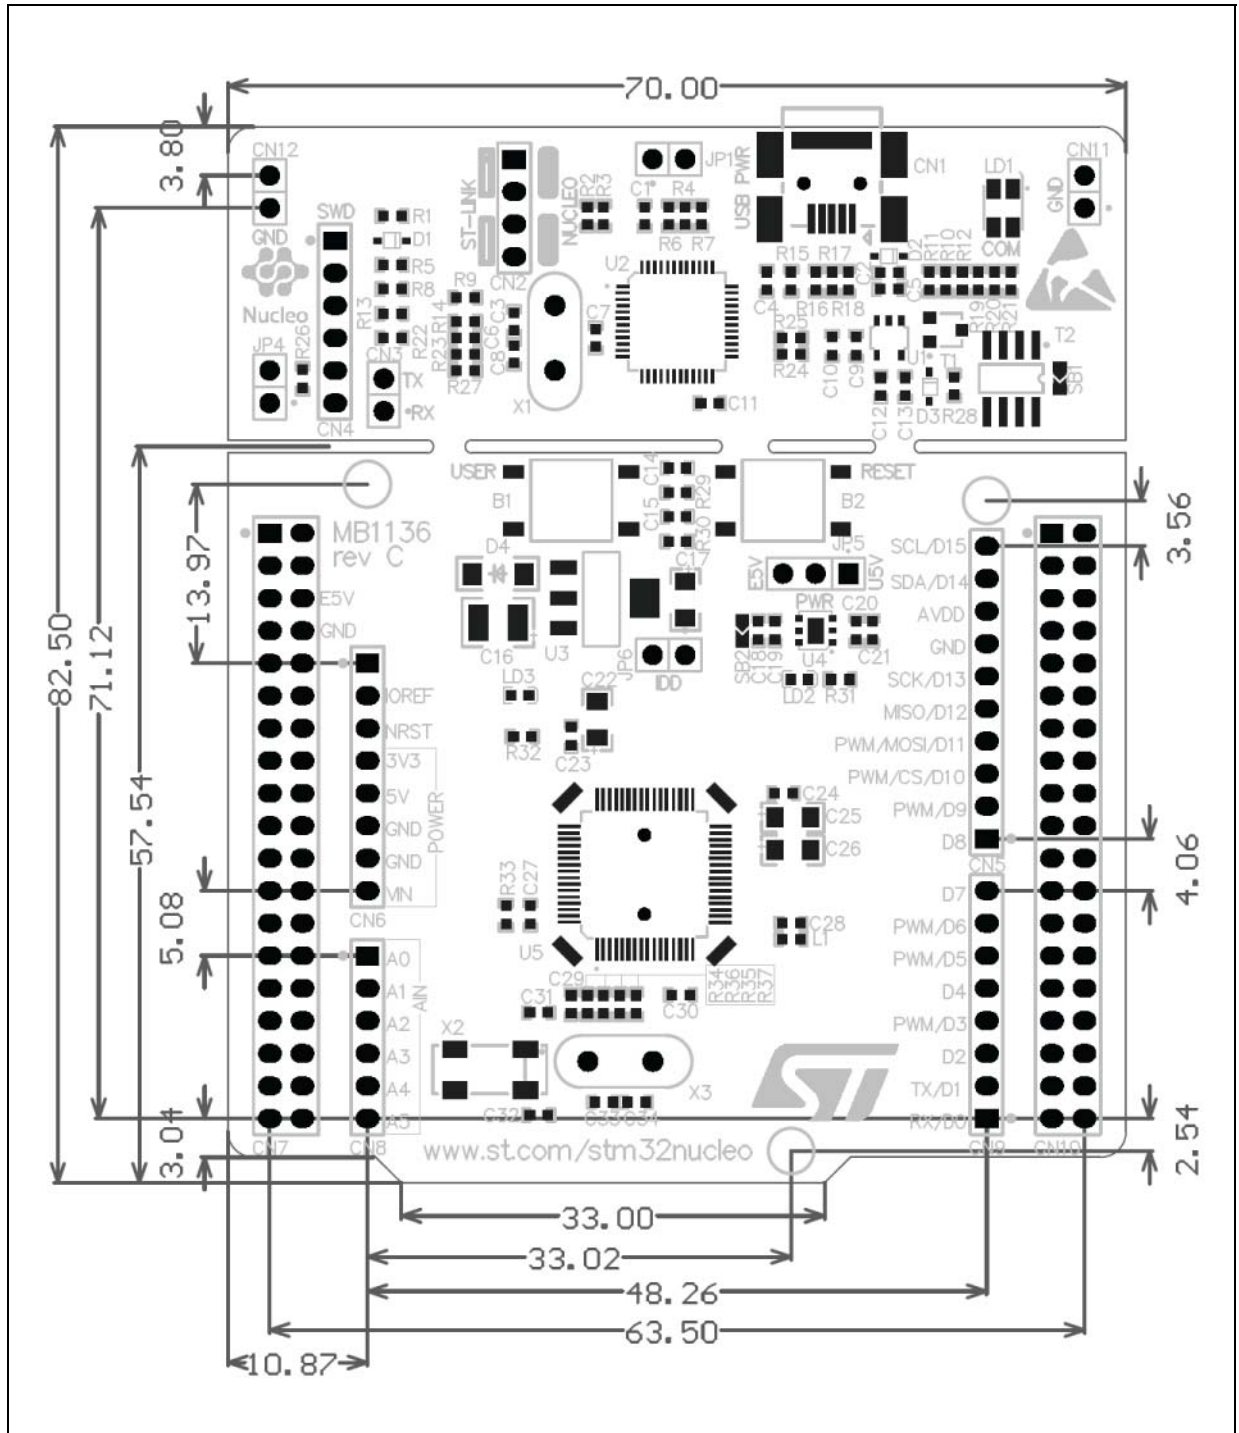 70.00
3.80
CN12
JP1
CN1
LD1
CN11
USB PWR
ST-LINK
NUCLEO
R2
R3
C1
R4
SWD
R1
GND
D1
R6
R7
GND
COM
R5
CN2
U2
R15
R17
C2
D2
R11
R10
R12
R8
R9
C3
C7
C4
R16
R18
C5
Nucleo
R13
R14
C6
R25
R19
R20
R21
T2
JP4
R26
R22
R23
C8
R24
C10
C9
U1
T1
CN3
TX
R27
X1
C11
SB1
RX
CN4
C12
C13
D3
R28
USER
C14
RESET
B1
C15
R29
B2
3.56
MB1136
rev C
R30
JP5
SCL/D15
D4
C17
E5V
U5V
SDA/D14
13.97
E5V
PWR
C20
AVDD
GND
C16
U3
JP6
IDD
SB2
C18
C19
U4
C21
GND
82.50
71.12
IOREF
LD3
C22
LD2
R31
SCK/D13
NRST
R32
C23
MISO/D12
3V3
PWM/MOSI/D11
57.54
5V
POWER
C24
PWM/CS/D10
GND
C25
PWM/D9
GND
C26
D8
4.06
CN5
VIN
R33
C27
D7
5.08
CN6
C28
PWM/D6
A0
U5
L1
PWM/D5
AIN
A1
C29
R34
R36
R35
R37
D4
A2
C31
C30
PWM/D3
A3
X2
D2
A4
X3
TX/D1
3.04
A5
C32
C33
C34
RX/D0
2.54
CN7
CN8
www.st.com/stm32nucleo
ST
CN9
CN10
33.00
33.02
48.26
63.50
10.87